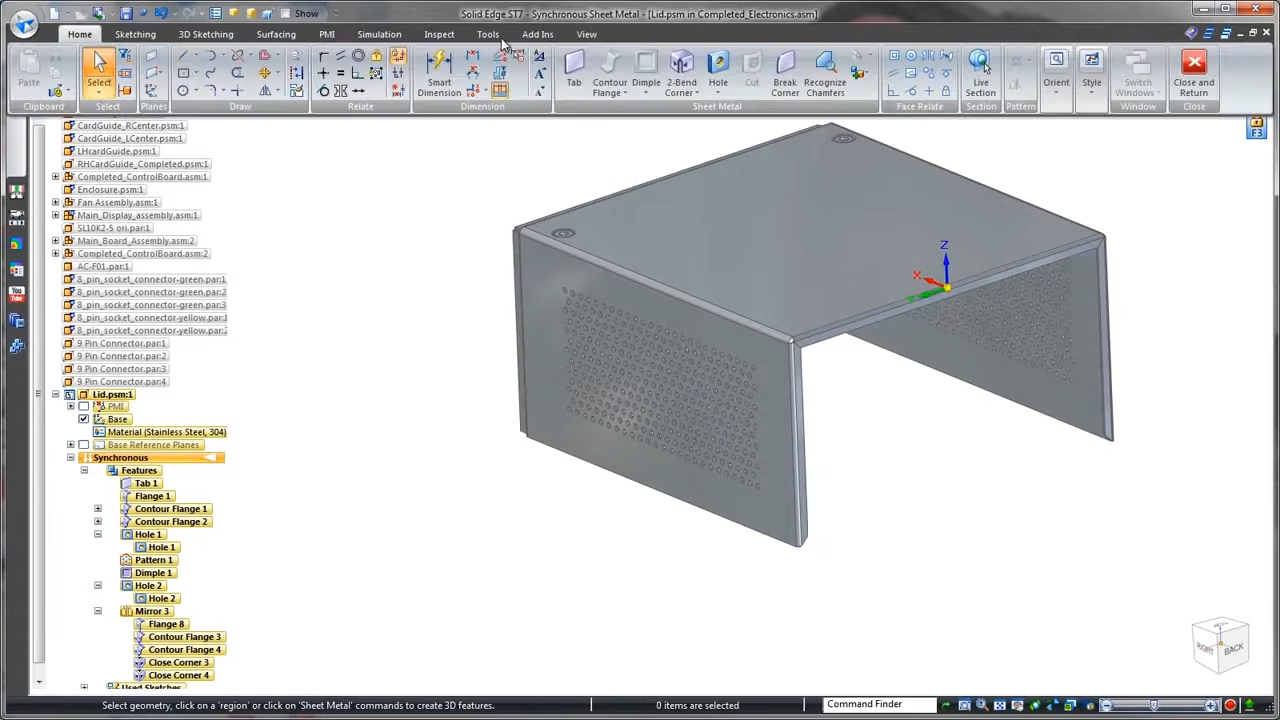 Show
Solid Edge ST7 - Synchronous Sheet Metal - [Lid.psm in Completed_Electronics.asm]
Home Sketching 3D Sketching Surfacing PMI Simulation Inspect Tools Add Ins View
Paste Select Smart Dimension Tab Contour Flange Dimple 2-Bend Corner Hole Cut Break Corner Recognize Chamfers Live Section Orient Style Switch Windows Close and Return
Clipboard Select Planes Draw Relate Dimension Sheet Metal Face Relate Section Pattern Window Close
F3
CardGuide_RCenter.psm:1
CardGuide_LCenter.psm:1
LHcardGuide.psm:1
RHCardGuide_Completed.psm:1
Completed_ControlBoard.asm:1
Enclosure.psm:1
Fan Assembly.asm:1
Main_Display_assembly.asm:1
SL10K2-5 ori.par:1
Main_Board_Assembly.asm:2
Completed_ControlBoard.asm:2
AC-F01.par:1
8_pin_socket_connector-green.par:1
8_pin_socket_connector-green.par:2
8_pin_socket_connector-green.par:3
8_pin_socket_connector-yellow.par:1
8_pin_socket_connector-yellow.par:2
9 Pin Connector.par:1
9 Pin Connector.par:2
9 Pin Connector.par:3
9 Pin Connector.par:4
Lid.psm:1
PMI
Base
Material (Stainless Steel, 304)
Base Reference Planes
Synchronous
Features
Tab 1
Flange 1
Contour Flange 1
Contour Flange 2
Hole 1
Hole 1
Pattern 1
Dimple 1
Hole 2
Hole 2
Mirror 3
Flange 8
Contour Flange 3
Contour Flange 4
Close Corner 3
Close Corner 4
Used Sketches
Z
X
RIGHT BACK
Select geometry, click on a 'region' or click on 'Sheet Metal' commands to create 3D features. 0 items are selected Command Finder